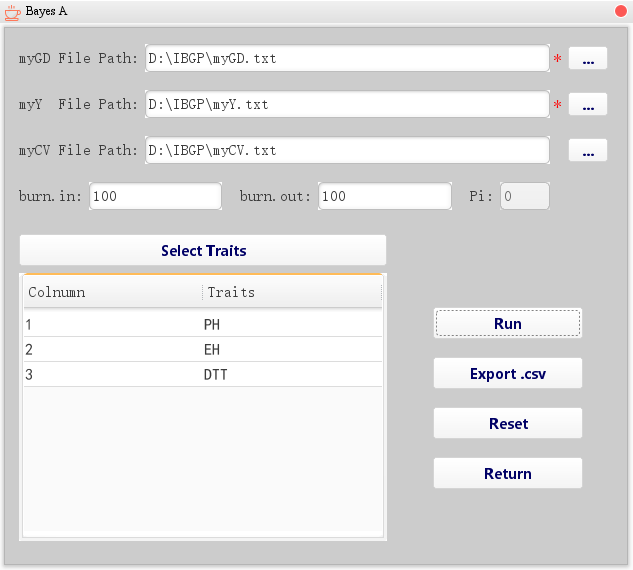 Bayes A
myGD File Path: D:\IBGP\myGD.txt * ...
myY File Path: D:\IBGP\myY.txt * ...
myCV File Path: D:\IBGP\myCV.txt ...
burn.in: 100 burn.out: 100 Pi: 0
Select Traits
Colnumn Traits
1 PH
2 EH
3 DTT
Run
Export .csv
Reset
Return